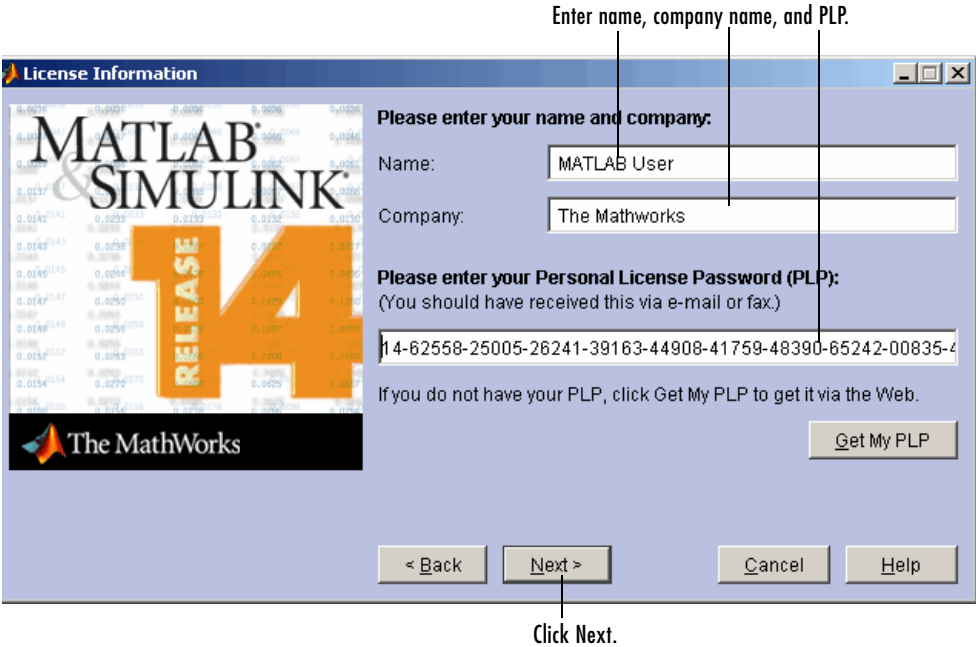 Enter name, company name, and PLP.
License Information
MATLAB
& SIMULINK
RELEASE
14
The MathWorks
Please enter your name and company:
Name:
MATLAB User
Company:
The Mathworks
Please enter your Personal License Password (PLP):
(You should have received this via e-mail or fax.)
14-62558-25005-26241-39163-44908-41759-48390-65242-00835-4
If you do not have your PLP, click Get My PLP to get it via the Web.
Get My PLP
< Back
Next >
Cancel
Help
Click Next.